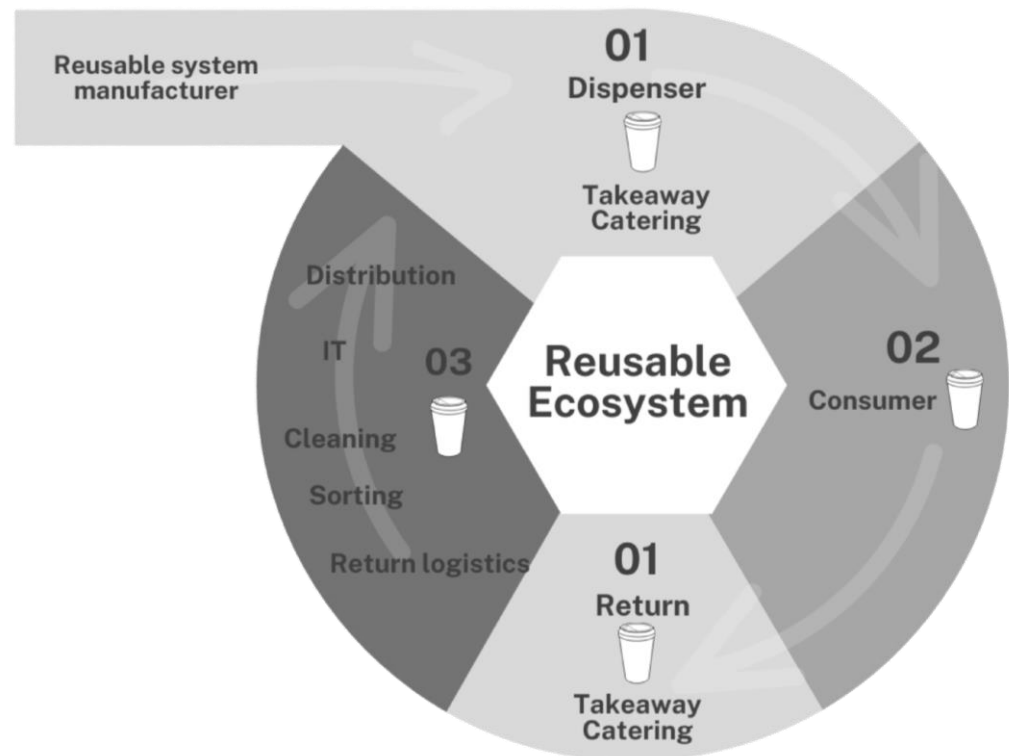 Reusable system
manufacturer
01
Dispenser
Takeaway
Catering
02
Consumer
01
Return
Takeaway
Catering
03
Distribution
IT
Cleaning
Sorting
Return logistics
Reusable
Ecosystem